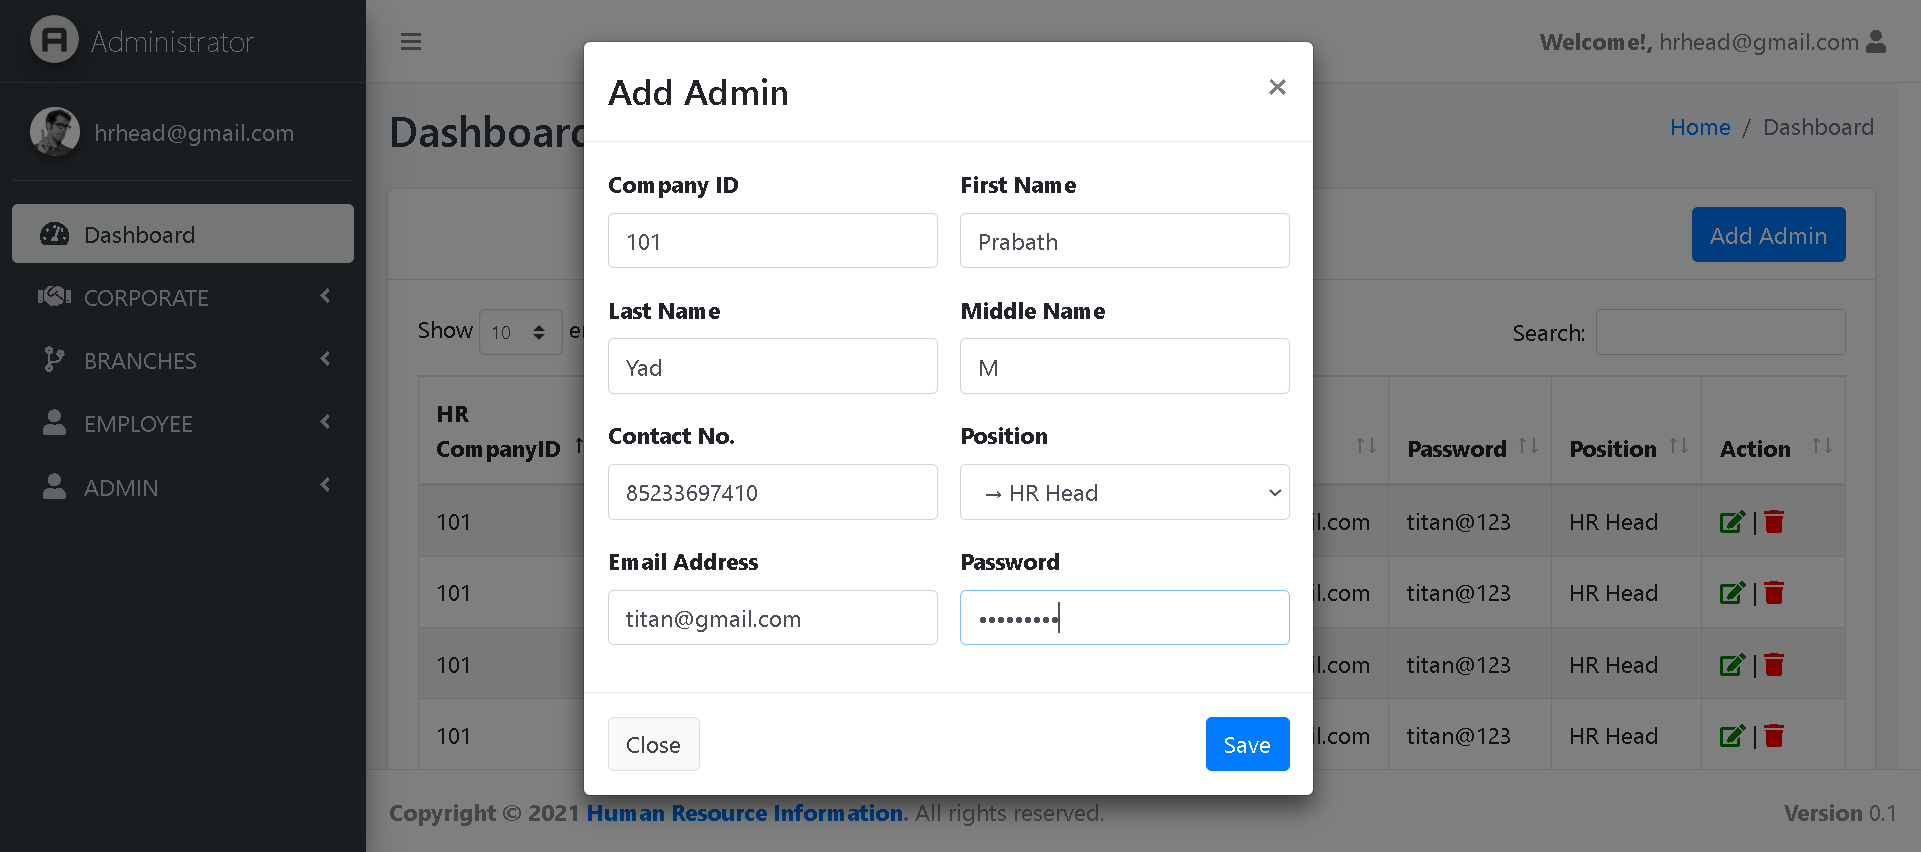 Administrator
Welcome!, hrhead@gmail.com
hrhead@gmail.com
Dashboard
CORPORATE
BRANCHES
EMPLOYEE
ADMIN
Dashboard
Home / Dashboard
Add Admin
Show 10
Search:
HR CompanyID
Password
Position
Action
101
l.com
titan@123
HR Head
|
101
l.com
titan@123
HR Head
|
101
l.com
titan@123
HR Head
|
101
l.com
titan@123
HR Head
|
Add Admin
×
Company ID
First Name
101
Prabath
Last Name
Middle Name
Yad
M
Contact No.
Position
85233697410
→ HR Head
Email Address
Password
titan@gmail.com
•••••••••
Close
Save
Copyright © 2021 Human Resource Information. All rights reserved.
Version 0.1